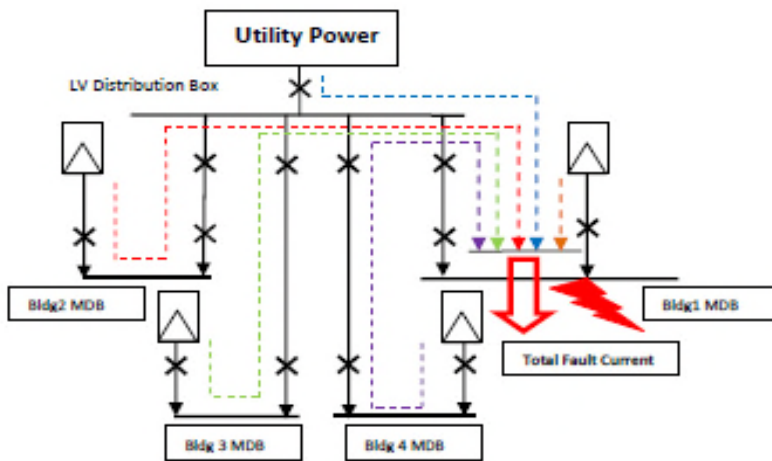 Utility Power
LV Distribution Box
Bldg2 MDB
Bldg1 MDB
Total Fault Current
Bldg 3 MDB
Bldg 4 MDB